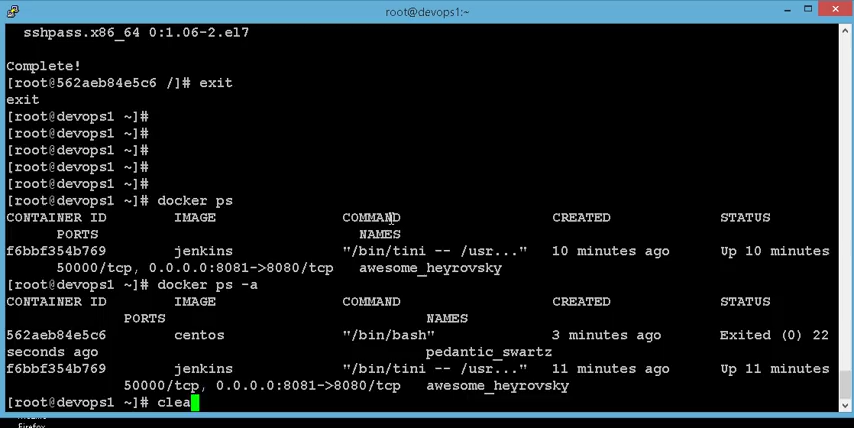 root@devops1:~
sshpass.x86_64 0:1.06-2.el7
Complete!
[root@562aeb84e5c6 /]# exit
exit
[root@devops1 ~]#
[root@devops1 ~]#
[root@devops1 ~]#
[root@devops1 ~]#
[root@devops1 ~]#
[root@devops1 ~]# docker ps
CONTAINER ID        IMAGE               COMMAND                  CREATED             STATUS
      PORTS                               NAMES
f6bbf354b769        jenkins             "/bin/tini -- /usr..."   10 minutes ago      Up 10 minutes
      50000/tcp, 0.0.0.0:8081->8080/tcp   awesome_heyrovsky
[root@devops1 ~]# docker ps -a
CONTAINER ID        IMAGE               COMMAND                  CREATED             STATUS
              PORTS                               NAMES
562aeb84e5c6        centos              "/bin/bash"              3 minutes ago       Exited (0) 22
seconds ago                                       pedantic_swartz
f6bbf354b769        jenkins             "/bin/tini -- /usr..."   11 minutes ago      Up 11 minutes
              50000/tcp, 0.0.0.0:8081->8080/tcp   awesome_heyrovsky
[root@devops1 ~]# clea
Firefox